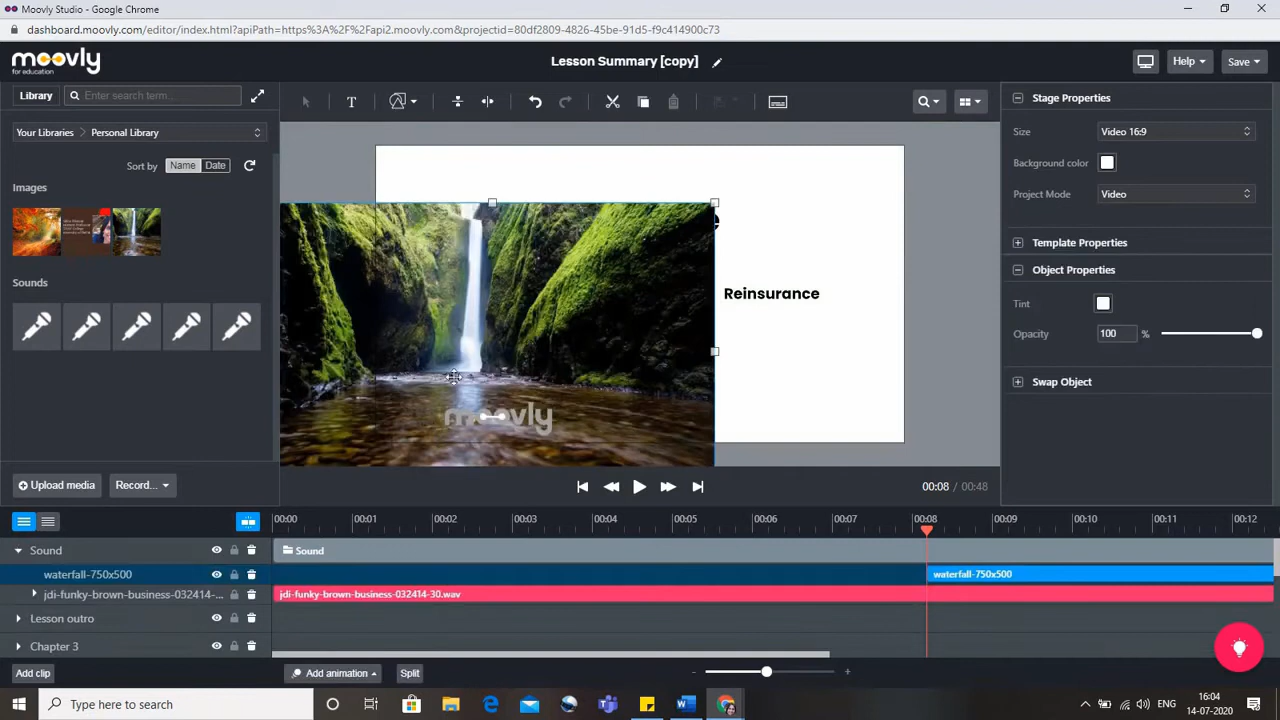 Moovly Studio - Google Chrome
dashboard.moovly.com/editor/index.html?apiPath=https%3A%2F%2Fapi2.moovly.com&projectid=80df2809-4826-45be-91d5-f9c414900c73
moovly
for education
Lesson Summary [copy]
Help
Save
Library
Enter search term...
T
Your Libraries
Personal Library
Sort by
Name
Date
Images
Sounds
Upload media
Record...
Reinsurance
moovly
Stage Properties
Size
Video 16:9
Background color
Project Mode
Video
Template Properties
Object Properties
Tint
Opacity
100
%
Swap Object
00:08 / 00:48
00:00
00:01
00:02
00:03
00:04
00:05
00:06
00:07
00:08
00:09
00:10
00:11
00:12
Sound
Sound
waterfall-750x500
waterfall-750x500
jdi-funky-brown-business-032414-...
jdi-funky-brown-business-032414-30.wav
Lesson outro
Chapter 3
Add clip
Add animation
Split
- +
Type here to search
ENG
16:04
14-07-2020